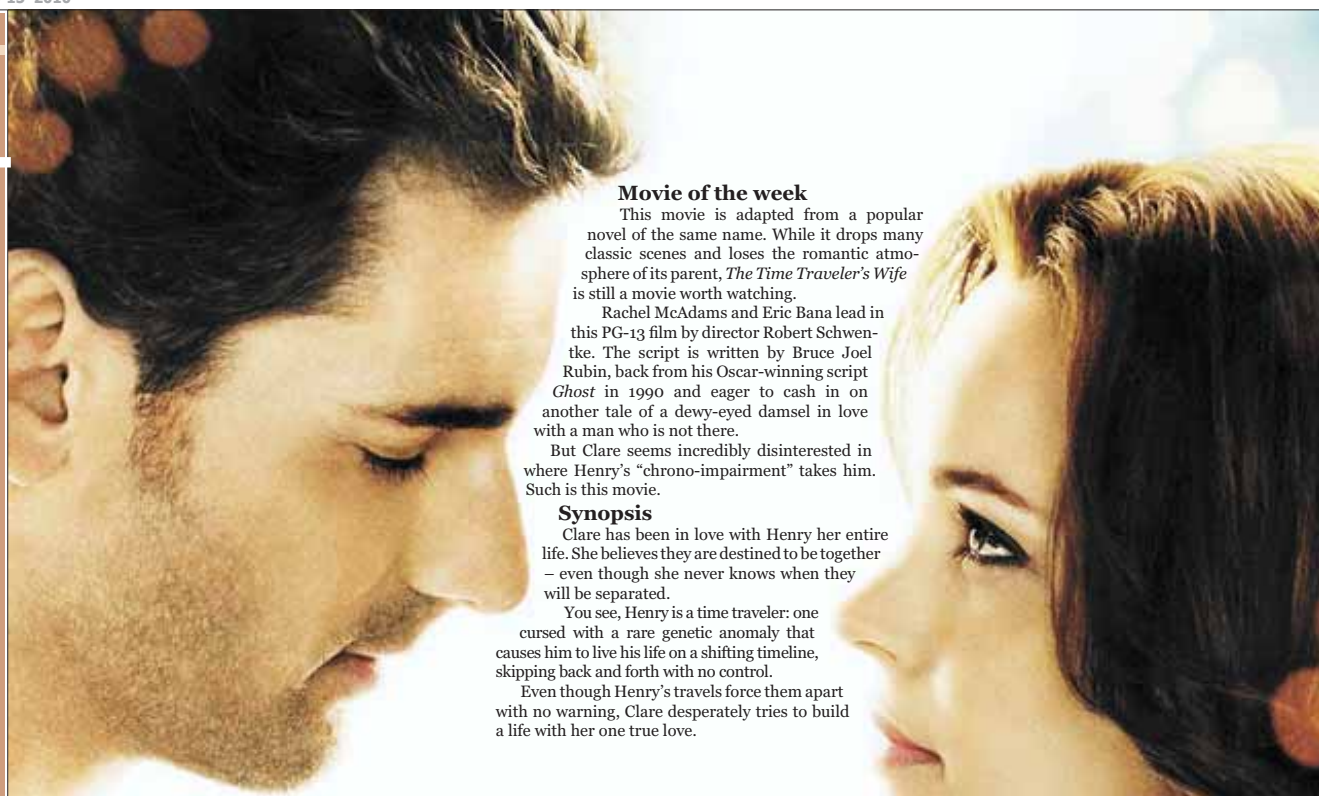 Movie of the week
This movie is adapted from a popular
novel of the same name. While it drops many
classic scenes and loses the romantic atmo-
sphere of its parent, The Time Traveler's Wife
is still a movie worth watching.
Rachel McAdams and Eric Bana lead in
this PG-13 film by director Robert Schwen-
tke. The script is written by Bruce Joel
Rubin, back from his Oscar-winning script
Ghost in 1990 and eager to cash in on
another tale of a dewy-eyed damsel in love
with a man who is not there.
But Clare seems incredibly disinterested in
where Henry's “chrono-impairment” takes him.
Such is this movie.
Synopsis
Clare has been in love with Henry her entire
life. She believes they are destined to be together
– even though she never knows when they
will be separated.
You see, Henry is a time traveler: one
cursed with a rare genetic anomaly that
causes him to live his life on a shifting timeline,
skipping back and forth with no control.
Even though Henry's travels force them apart
with no warning, Clare desperately tries to build
a life with her one true love.